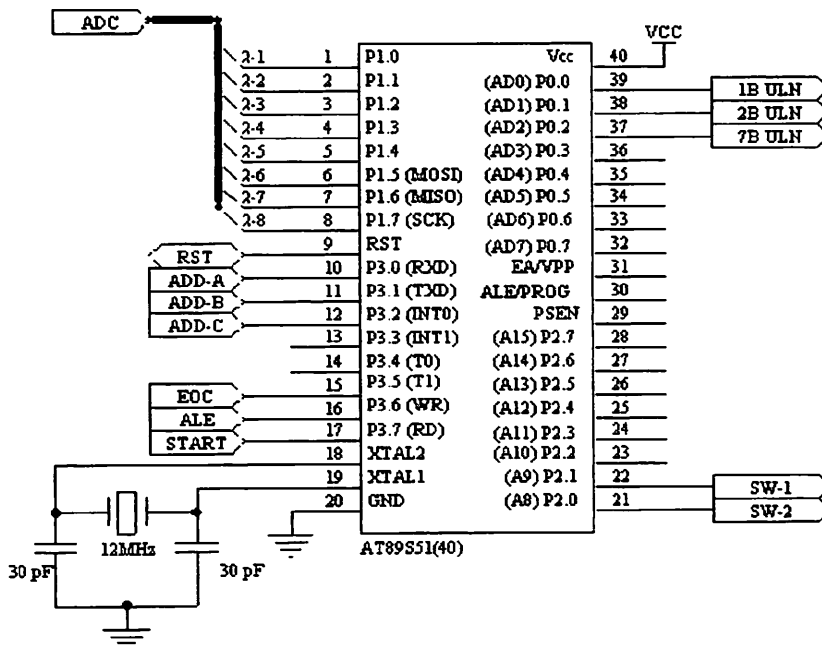 ADC
VCC
2-1 1 P1.0 Vcc 40
2-2 2 P1.1 (AD0) P0.0 39 1B ULN
2-3 3 P1.2 (AD1) P0.1 38 2B ULN
2-4 4 P1.3 (AD2) P0.2 37 7B ULN
2-5 5 P1.4 (AD3) P0.3 36
2-6 6 P1.5 (MOSI) (AD4) P0.4 35
2-7 7 P1.6 (MISO) (AD5) P0.5 34
2-8 8 P1.7 (SCK) (AD6) P0.6 33
RST 9 RST (AD7) P0.7 32
ADD-A 10 P3.0 (RXD) EA/VPP 31
ADD-B 11 P3.1 (TXD) ALE/PROG 30
ADD-C 12 P3.2 (INT0) PSEN 29
13 P3.3 (INT1) (A15) P2.7 28
14 P3.4 (T0) (A14) P2.6 27
EOC 15 P3.5 (T1) (A13) P2.5 26
ALE 16 P3.6 (WR) (A12) P2.4 25
START 17 P3.7 (RD) (A11) P2.3 24
18 XTAL2 (A10) P2.2 23
19 XTAL1 (A9) P2.1 22 SW-1
20 GND (A8) P2.0 21 SW-2
AT89S51(40)
12MHz
30 pF 30 pF